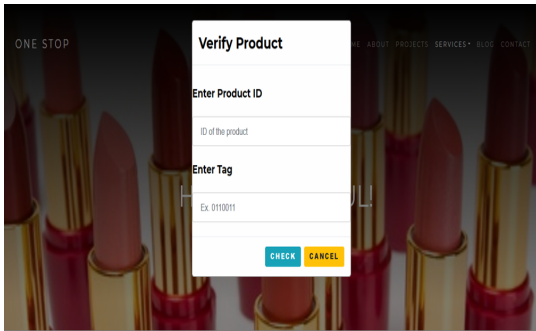 ONE STOP
ABOUT PROJECTS SERVICES BLOG CONTACT
Verify Product
Enter Product ID
ID of the product
Enter Tag
Ex. 0110011
CHECK CANCEL